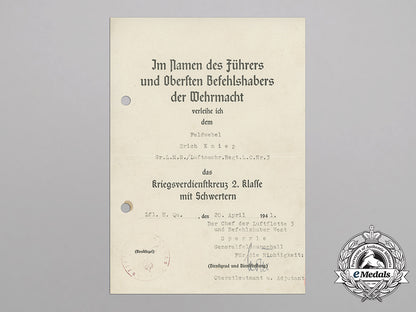 Im Namen des Führers
und Obersten Befehlshabers
der Wehrmacht
verleihe ich
dem
Feldwebel
Erich Kniep
das
Kriegsverdienstkreuz 2. Klasse
mit Schwertern
, den 20. April 1941
Der Chef der Luftflotte 3
und Befehlshaber West
Sperrle
Generalfeldmarschall
Für die Richtigkeit:
(Dienstsiegel)
(Dienstgrad und Dienststellung)
Oberstleutnant u. Adjutant
eMedals